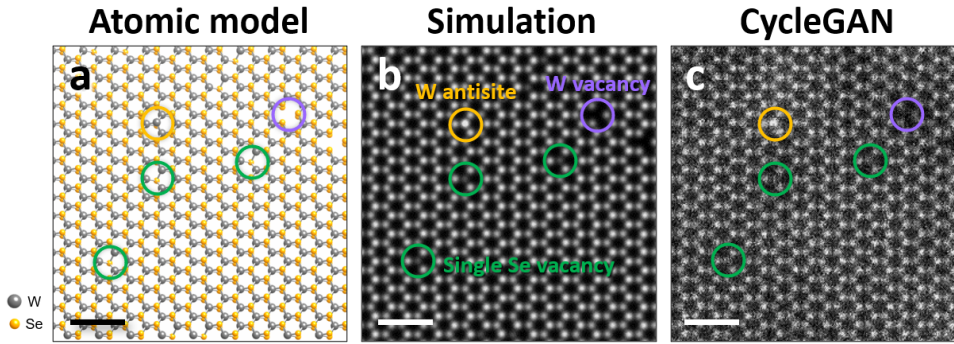 Atomic model
Simulation
CycleGAN
a
b
c
W antisite
W vacancy
Single Se vacancy
W
Se